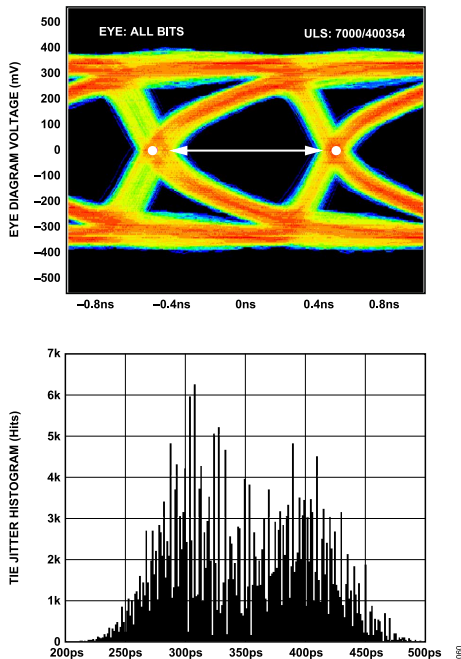 EYE: ALL BITS ULS: 7000/400354
EYE DIAGRAM VOLTAGE (mV)
500
400
300
200
100
0
–100
–200
–300
–400
–500
–0.8ns –0.4ns 0ns 0.4ns 0.8ns
TIE JITTER HISTOGRAM (Hits)
7k
6k
5k
4k
3k
2k
1k
0
200ps 250ps 300ps 350ps 400ps 450ps 500ps
060